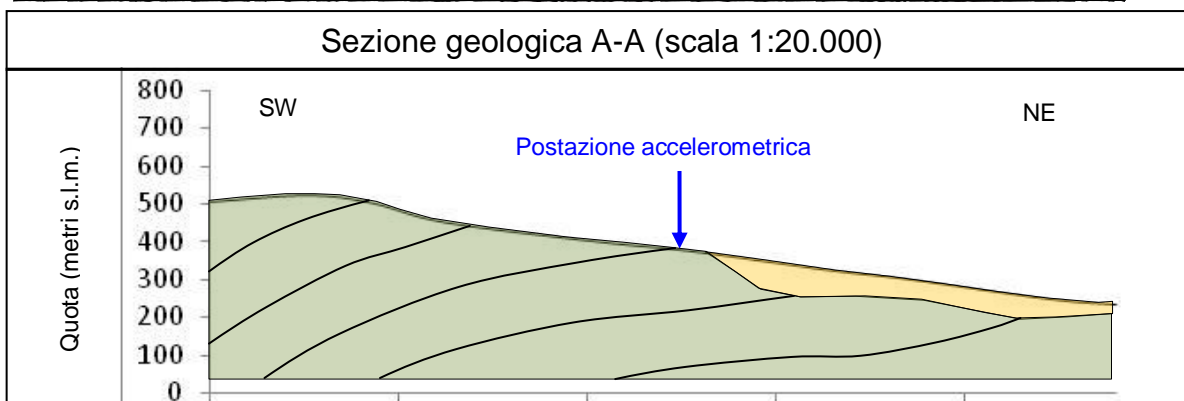 Sezione geologica A-A (scala 1:20.000)
800
SW
NE
700
Postazione accelerometrica
600
500
400
300
200
100
0
Quota (metri s.l.m.)